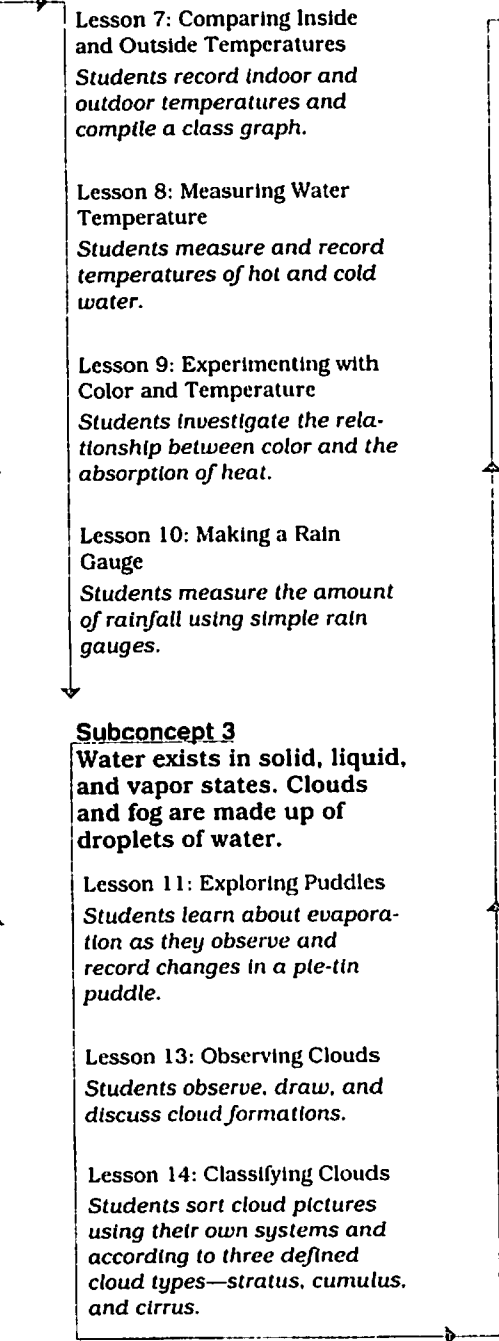 Lesson 7: Comparing Inside
and Outside Temperatures
Students record indoor and
outdoor temperatures and
compile a class graph.
Lesson 8: Measuring Water
Temperature
Students measure and record
temperatures of hot and cold
water.
Lesson 9: Experimenting with
Color and Temperature
Students investigate the rela-
tionship between color and the
absorption of heat.
Lesson 10: Making a Rain
Gauge
Students measure the amount
of rainfall using simple rain
gauges.
Subconcept 3
Water exists in solid, liquid,
and vapor states. Clouds
and fog are made up of
droplets of water.
Lesson 11: Exploring Puddles
Students learn about evapora-
tion as they observe and
record changes in a pie-tin
puddle.
Lesson 13: Observing Clouds
Students observe, draw, and
discuss cloud formations.
Lesson 14: Classifying Clouds
Students sort cloud pictures
using their own systems and
according to three defined
cloud types—stratus, cumulus,
and cirrus.